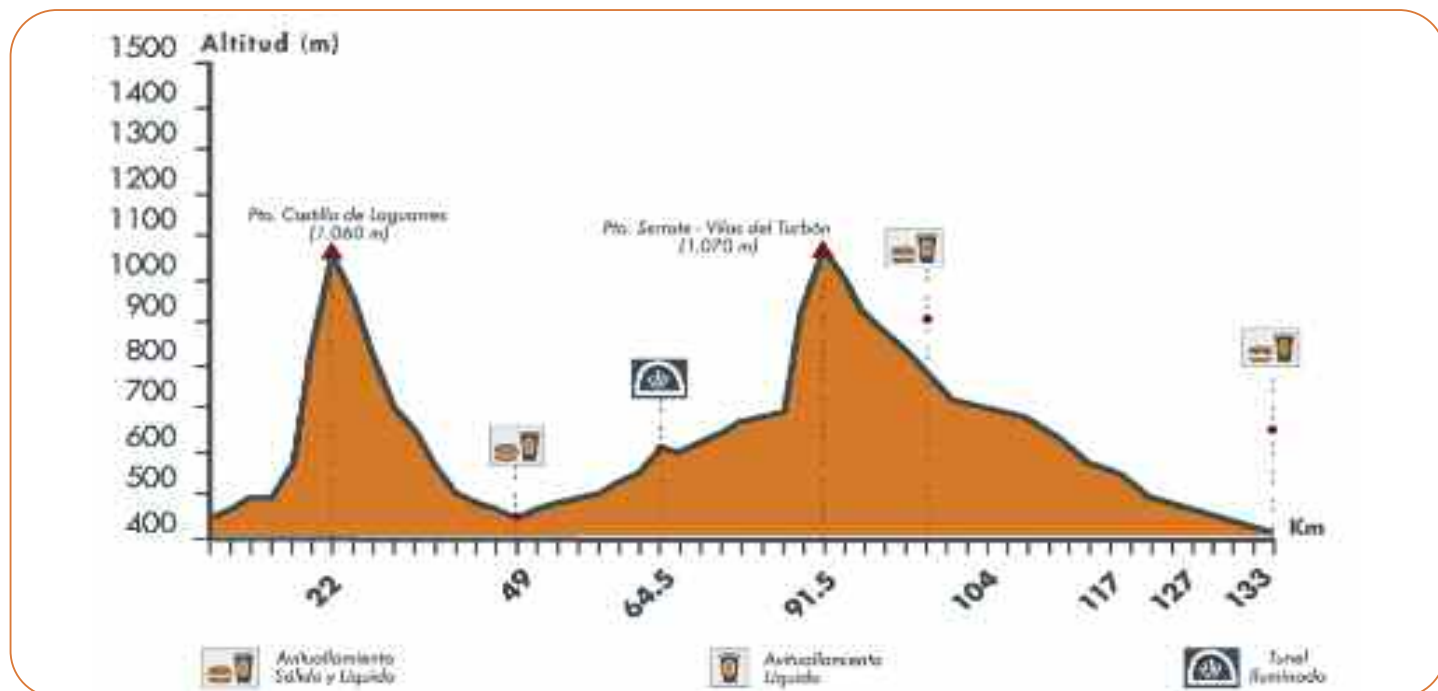 Altitud (m)
1500
1400
1300
1200
1100
1000
900
800
700
600
500
400
Pto. Castilla de Laguarres
(1.060 m)
Pto. Serrate - Vilas del Turbón
(1.070 m)
Km
22
49
64.5
91.5
104
117
127
133
Avituallamiento
Sólido y Líquido
Avituallamiento
Líquido
Tunel
Iluminado